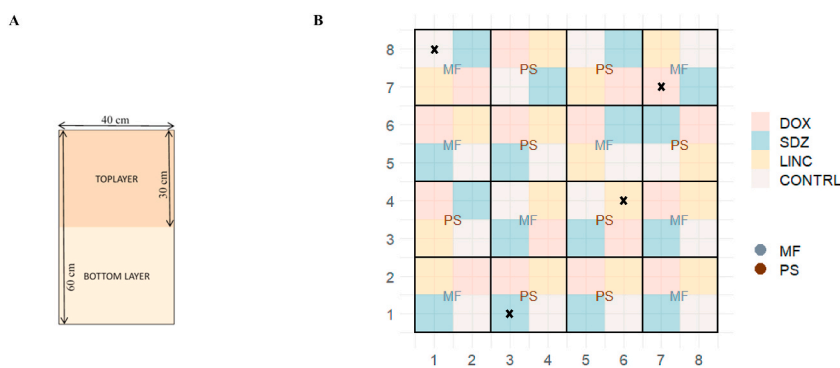 A
40 cm
TOPLAYER
30 cm
BOTTOM LAYER
60 cm
B
8
7
6
5
4
3
2
1
MF PS PS MF
MF PS MF PS
PS MF PS MF
MF PS PS MF
x
x
x
x
1 2 3 4 5 6 7 8
DOX
SDZ
LINC
CONTRL
MF
PS